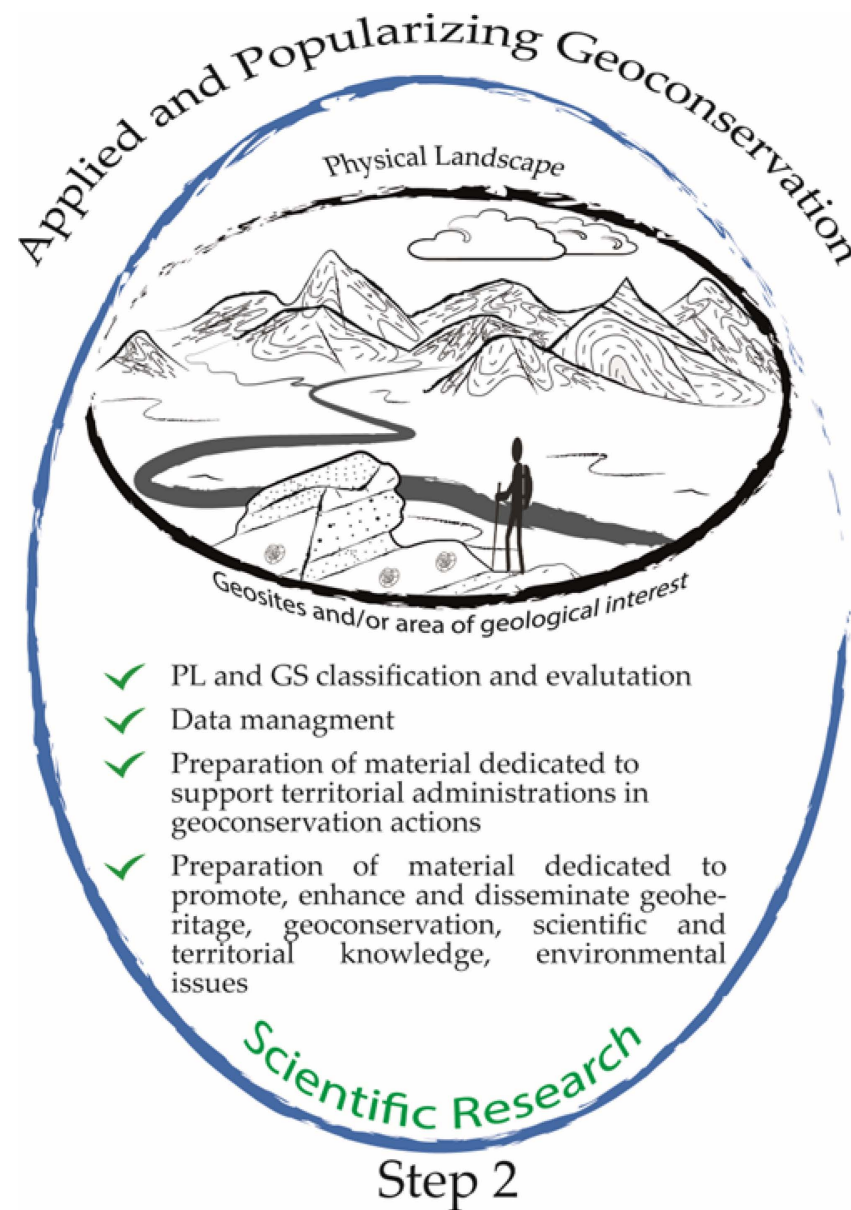 Applied and Popularizing Geoconservation
Physical Landscape
Geosites and/or area of geological interest
PL and GS classification and evalutation
Data managment
Preparation of material dedicated to
support territorial administrations in
geoconservation actions
Preparation of material dedicated to
promote, enhance and disseminate geohe-
ritage, geoconservation, scientific and
territorial knowledge, environmental
issues
Scientific Research
Step 2